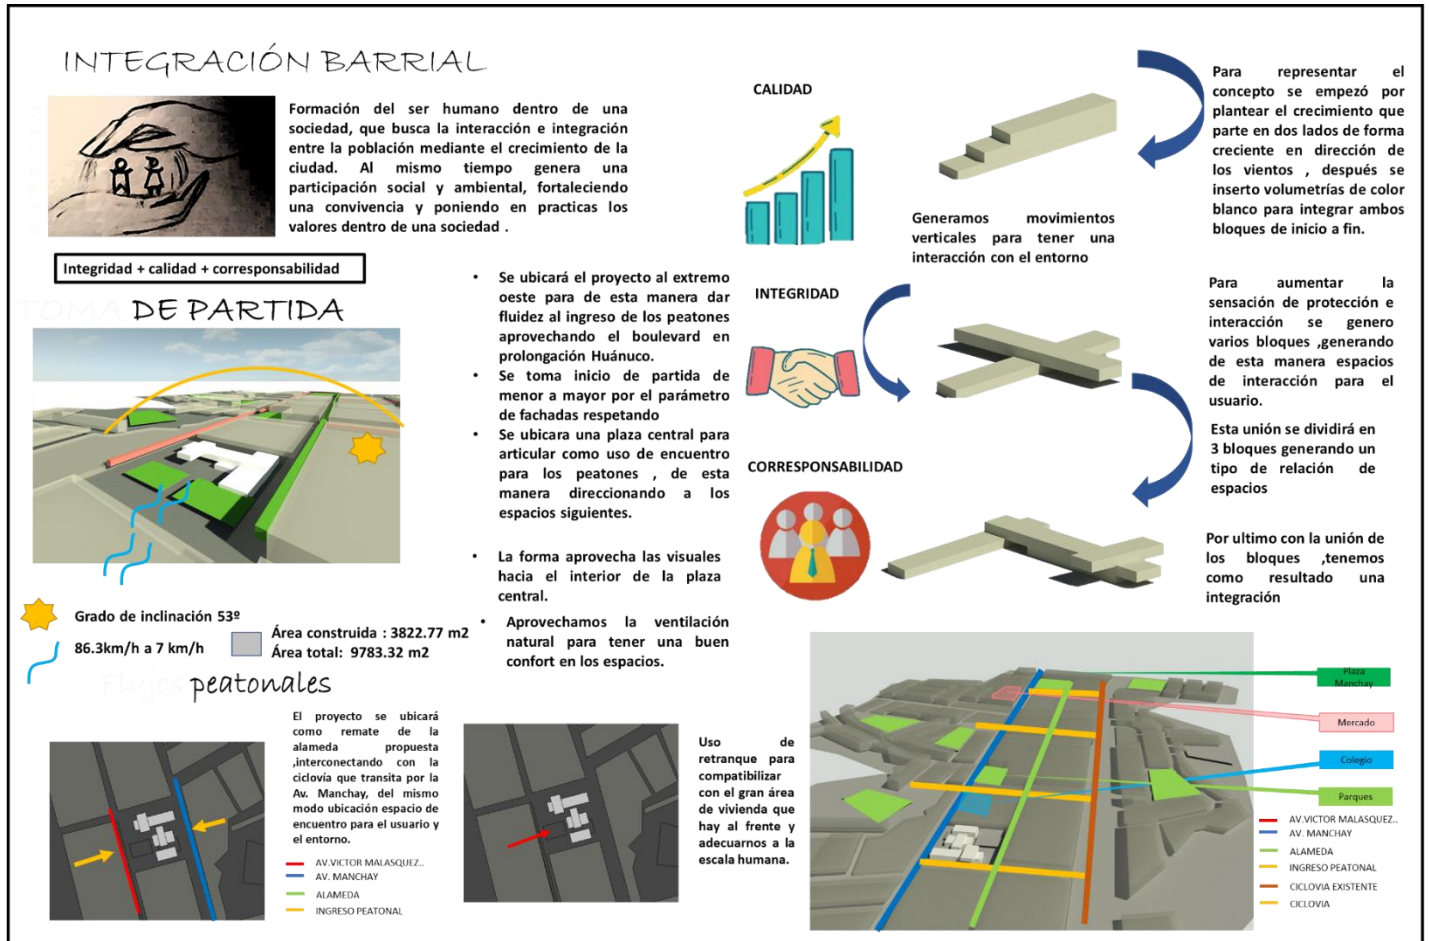 INTEGRACIÓN BARRIAL
Formación del ser humano dentro de una
sociedad, que busca la interacción e integración
entre la población mediante el crecimiento de la
ciudad. Al mismo tiempo genera una
participación social y ambiental, fortaleciendo
una convivencia y poniendo en practicas los
valores dentro de una sociedad .
Integridad + calidad + corresponsabilidad
TOMA DE PARTIDA
Grado de inclinación 53º
86.3km/h a 7 km/h
Área construida : 3822.77 m2
Área total: 9783.32 m2
• Se ubicará el proyecto al extremo
oeste para de esta manera dar
fluidez al ingreso de los peatones
aprovechando el boulevard en
prolongación Huánuco.
• Se toma inicio de partida de
menor a mayor por el parámetro
de fachadas respetando
• Se ubicara una plaza central para
articular como uso de encuentro
para los peatones , de esta
manera direccionando a los
espacios siguientes.
• La forma aprovecha las visuales
hacia el interior de la plaza
central.
• Aprovechamos la ventilación
natural para tener una buen
confort en los espacios.
CALIDAD
Generamos movimientos
verticales para tener una
interacción con el entorno
INTEGRIDAD
CORRESPONSABILIDAD
Para representar el
concepto se empezó por
plantear el crecimiento que
parte en dos lados de forma
creciente en dirección de
los vientos , después se
inserto volumetrías de color
blanco para integrar ambos
bloques de inicio a fin.
Para aumentar la
sensación de protección e
interacción se genero
varios bloques ,generando
de esta manera espacios
de interacción para el
usuario.
Esta unión se dividirá en
3 bloques generando un
tipo de relación de
espacios
Por ultimo con la unión de
los bloques ,tenemos
como resultado una
integración
Flujos peatonales
El proyecto se ubicará
como remate de la
alameda propuesta
,interconectando con la
ciclovía que transita por la
Av. Manchay, del mismo
modo ubicación espacio de
encuentro para el usuario y
el entorno.
AV.VICTOR MALASQUEZ..
AV. MANCHAY
ALAMEDA
INGRESO PEATONAL
Uso de
retranque para
compatibilizar
con el gran área
de vivienda que
hay al frente y
adecuarnos a la
escala humana.
Plaza
Manchay
Mercado
Colegio
Parques
AV.VICTOR MALASQUEZ..
AV. MANCHAY
ALAMEDA
INGRESO PEATONAL
CICLOVIA EXISTENTE
CICLOVIA